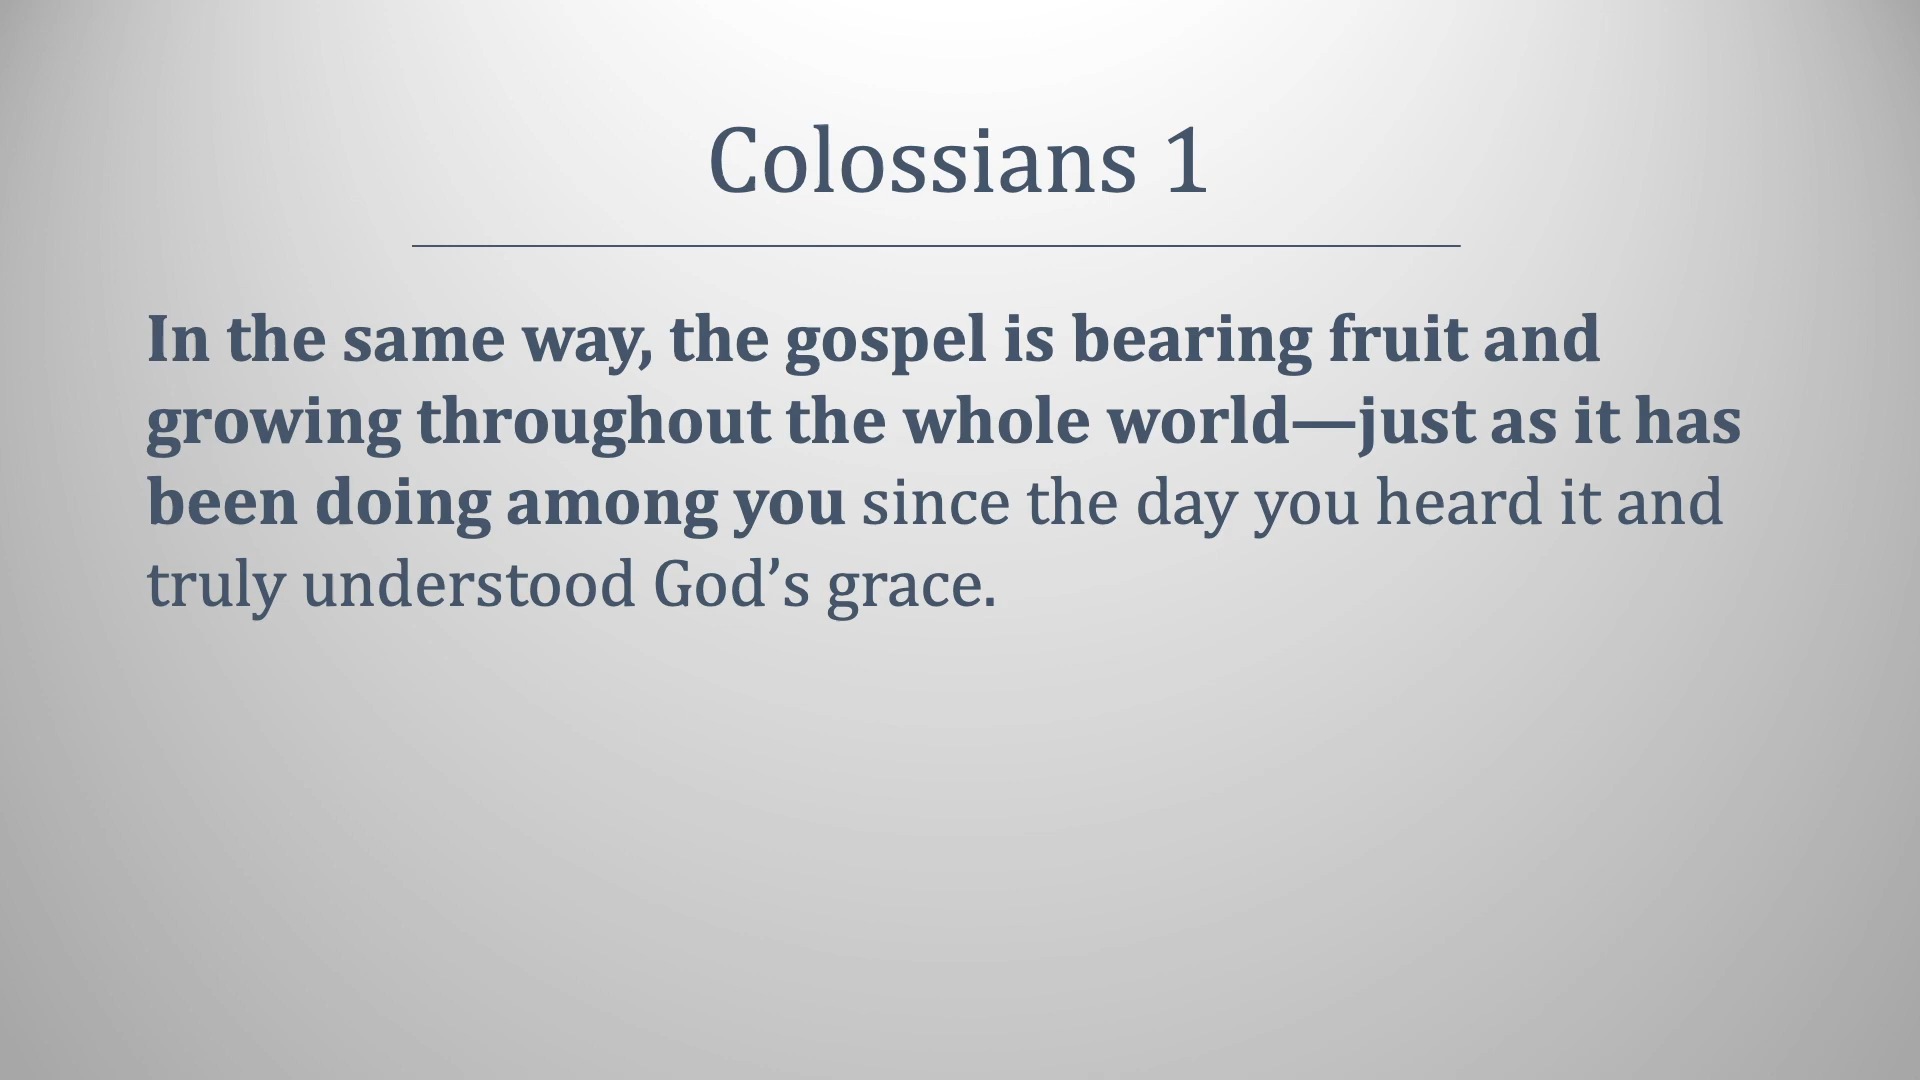 Colossians 1
In the same way, the gospel is bearing fruit and
growing throughout the whole world—just as it has
been doing among you since the day you heard it and
truly understood God’s grace.